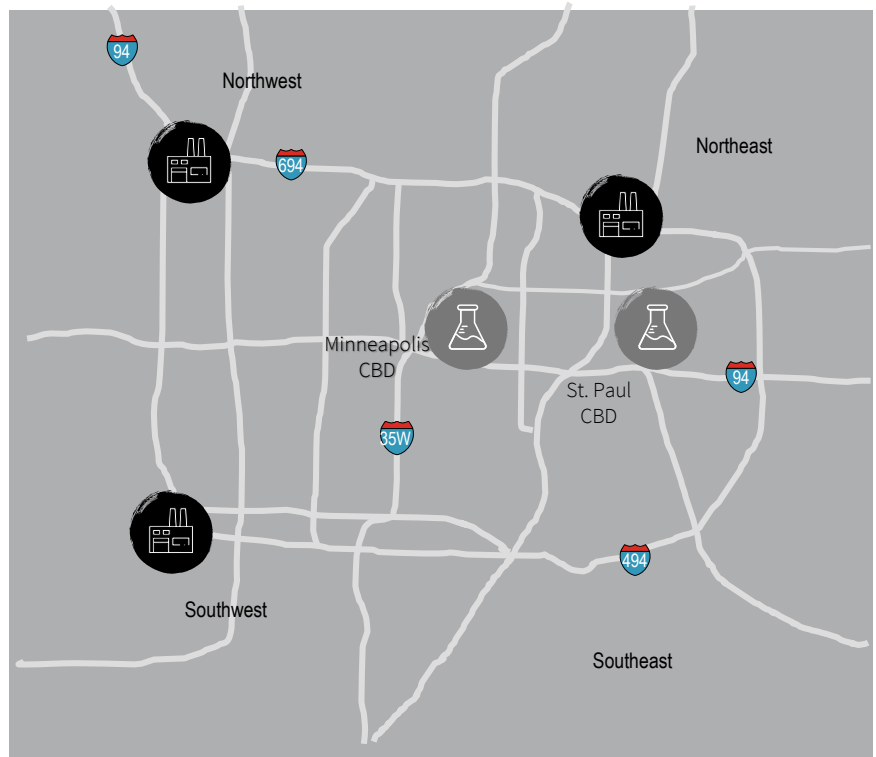 94
Northwest
Northeast
694
Minneapolis
CBD
94
St. Paul
CBD
35W
494
Southwest
Southeast